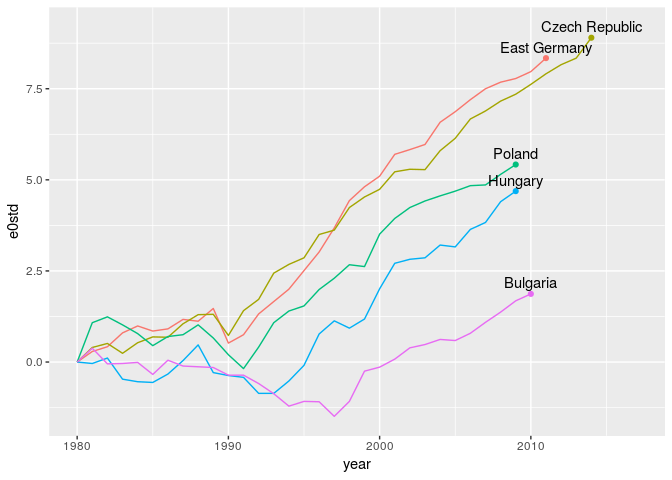 Czech Republic
East Germany
7.5
Poland
5.0
Hungary
e0std
2.5
Bulgaria
0.0
1980
1990
2000
2010
year